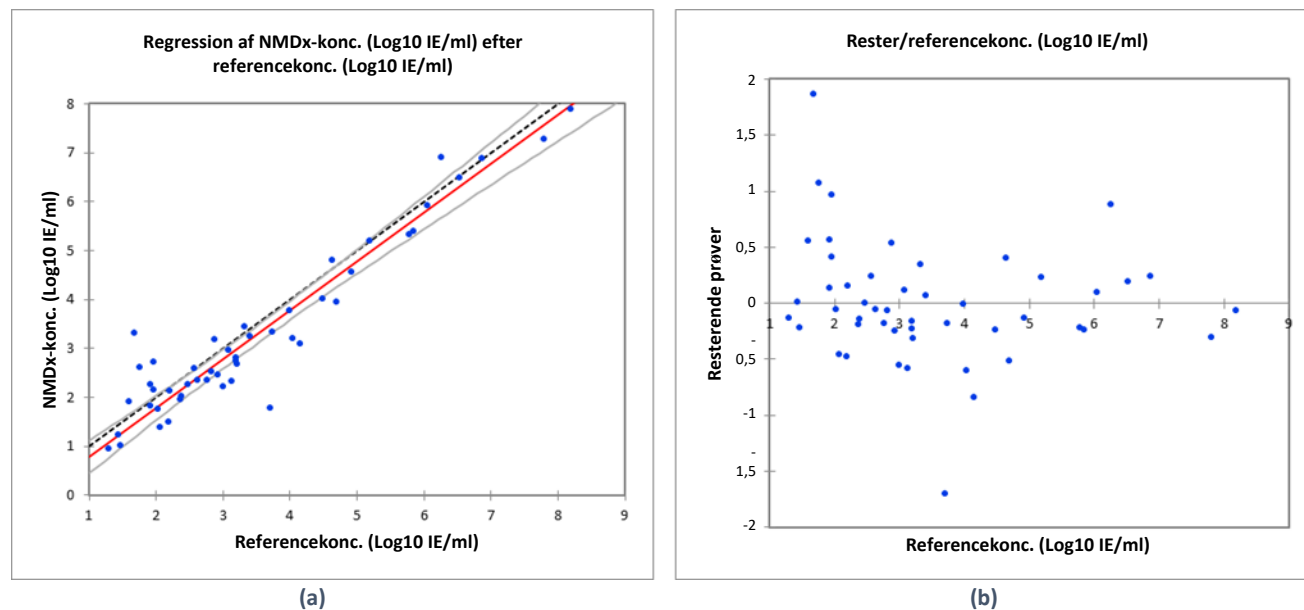 Regression af NMDx-konc. (Log10 IE/ml) efter
referencekonc. (Log10 IE/ml)
NMDx-konc. (Log10 IE/ml)
8
7
6
5
4
3
2
1
0
1 2 3 4 5 6 7 8 9
Referencekonc. (Log10 IE/ml)
(a)
Rester/referencekonc. (Log10 IE/ml)
Resterende prøver
2
1,5
1
0,5
0
1 2 3 4 5 6 7 8 9
-
0,5
-1
-
1,5
-2
Referencekonc. (Log10 IE/ml)
(b)